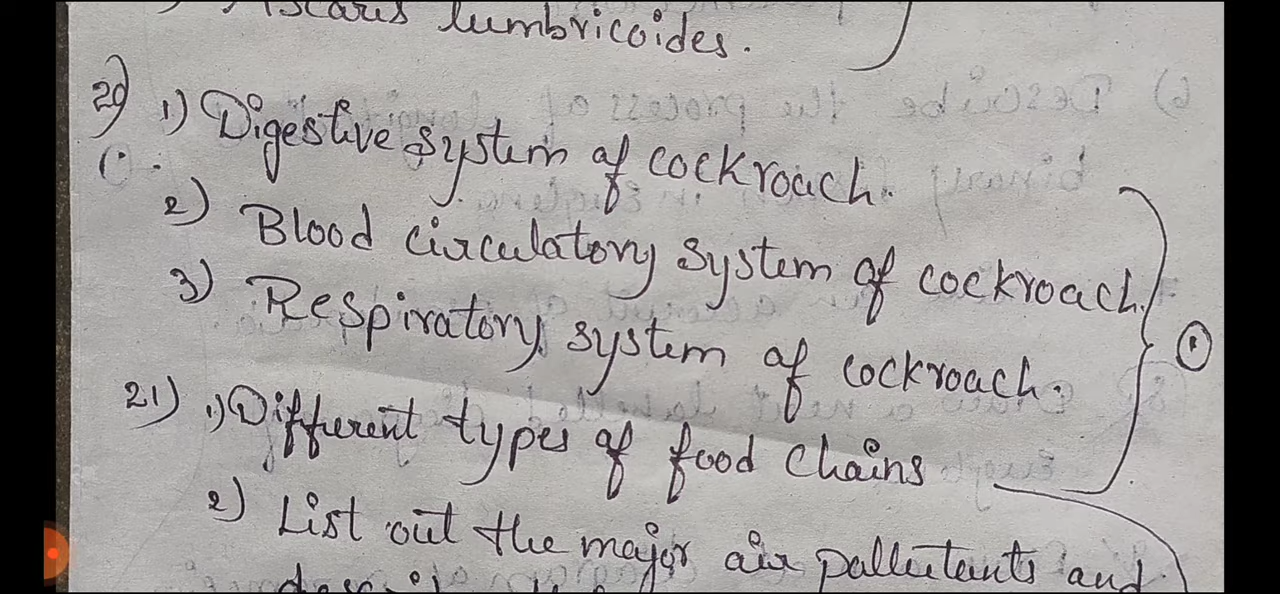 Ascaris lumbricoides.
20) 1) Digestive system of cockroach.
2) Blood circulatory system of cockroach.
3) Respiratory system of cockroach.
1
21) 1) Different types of food chains
2) List out the major air pallutants and